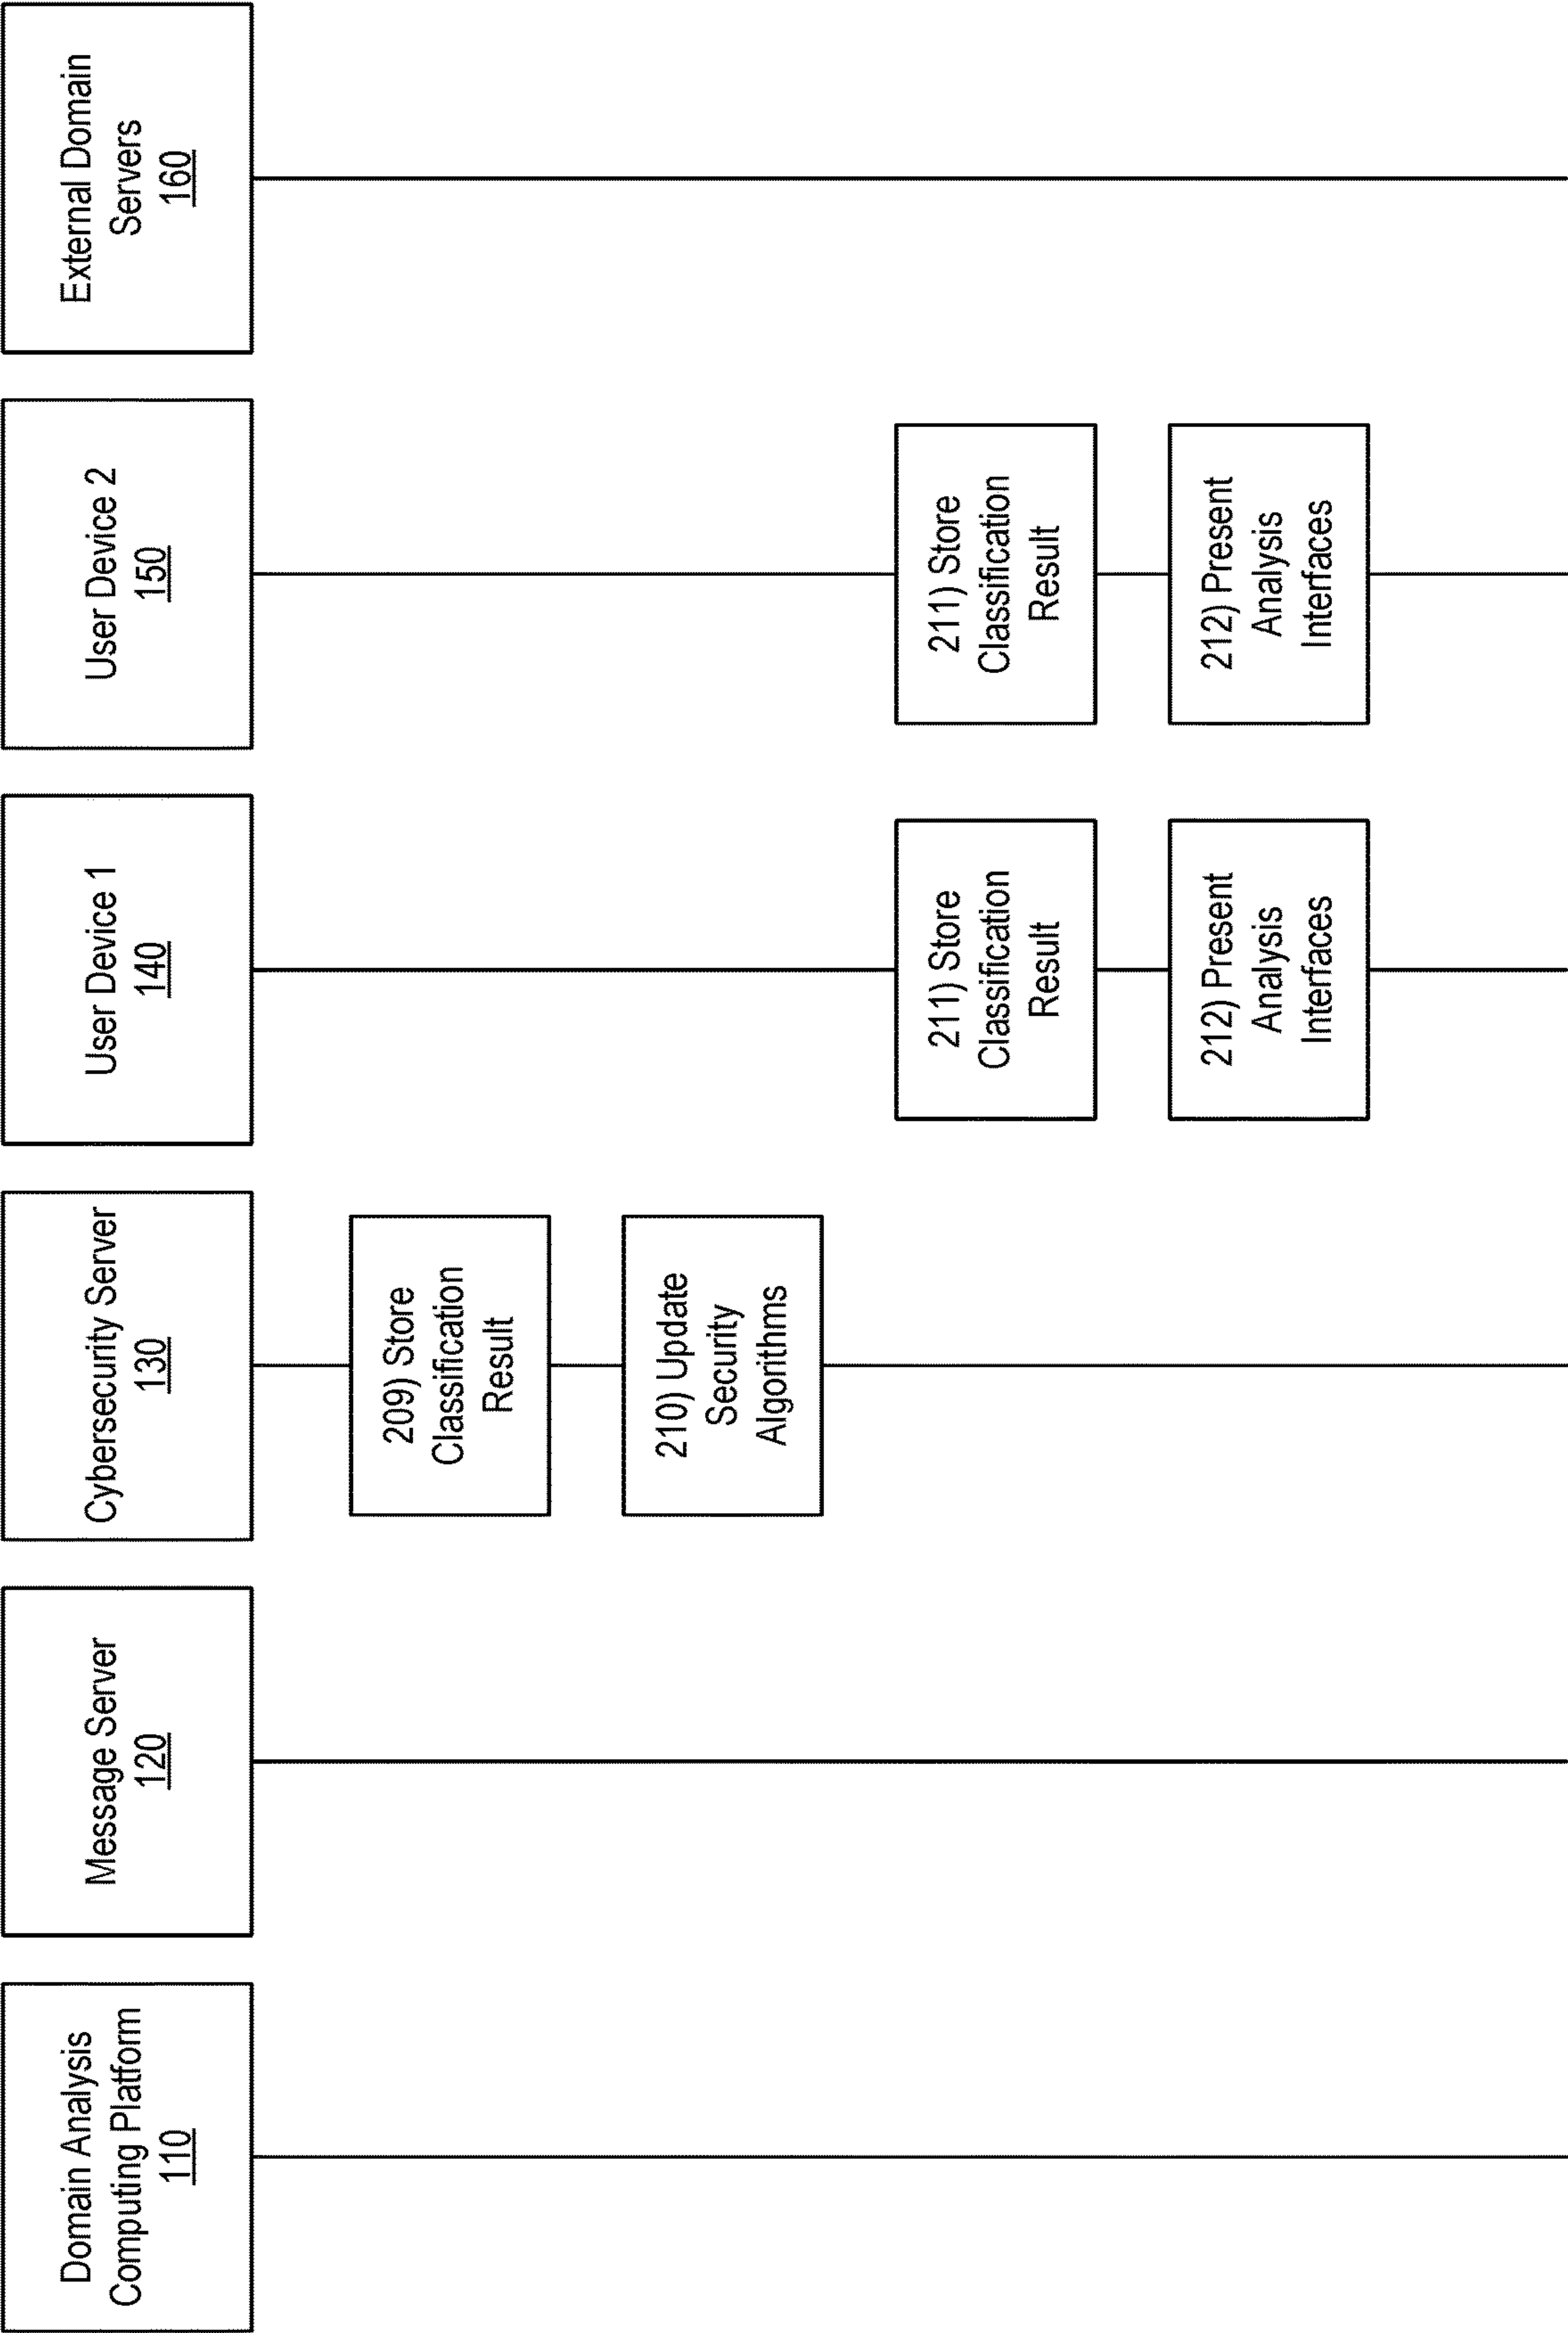 Domain Analysis
Computing Platform
110
Message Server
120
Cybersecurity Server
130
User Device 1
140
User Device 2
150
External Domain
Servers
160
209) Store
Classification
Result
210) Update
Security
Algorithms
211) Store
Classification
Result
211) Store
Classification
Result
212) Present
Analysis
Interfaces
212) Present
Analysis
Interfaces